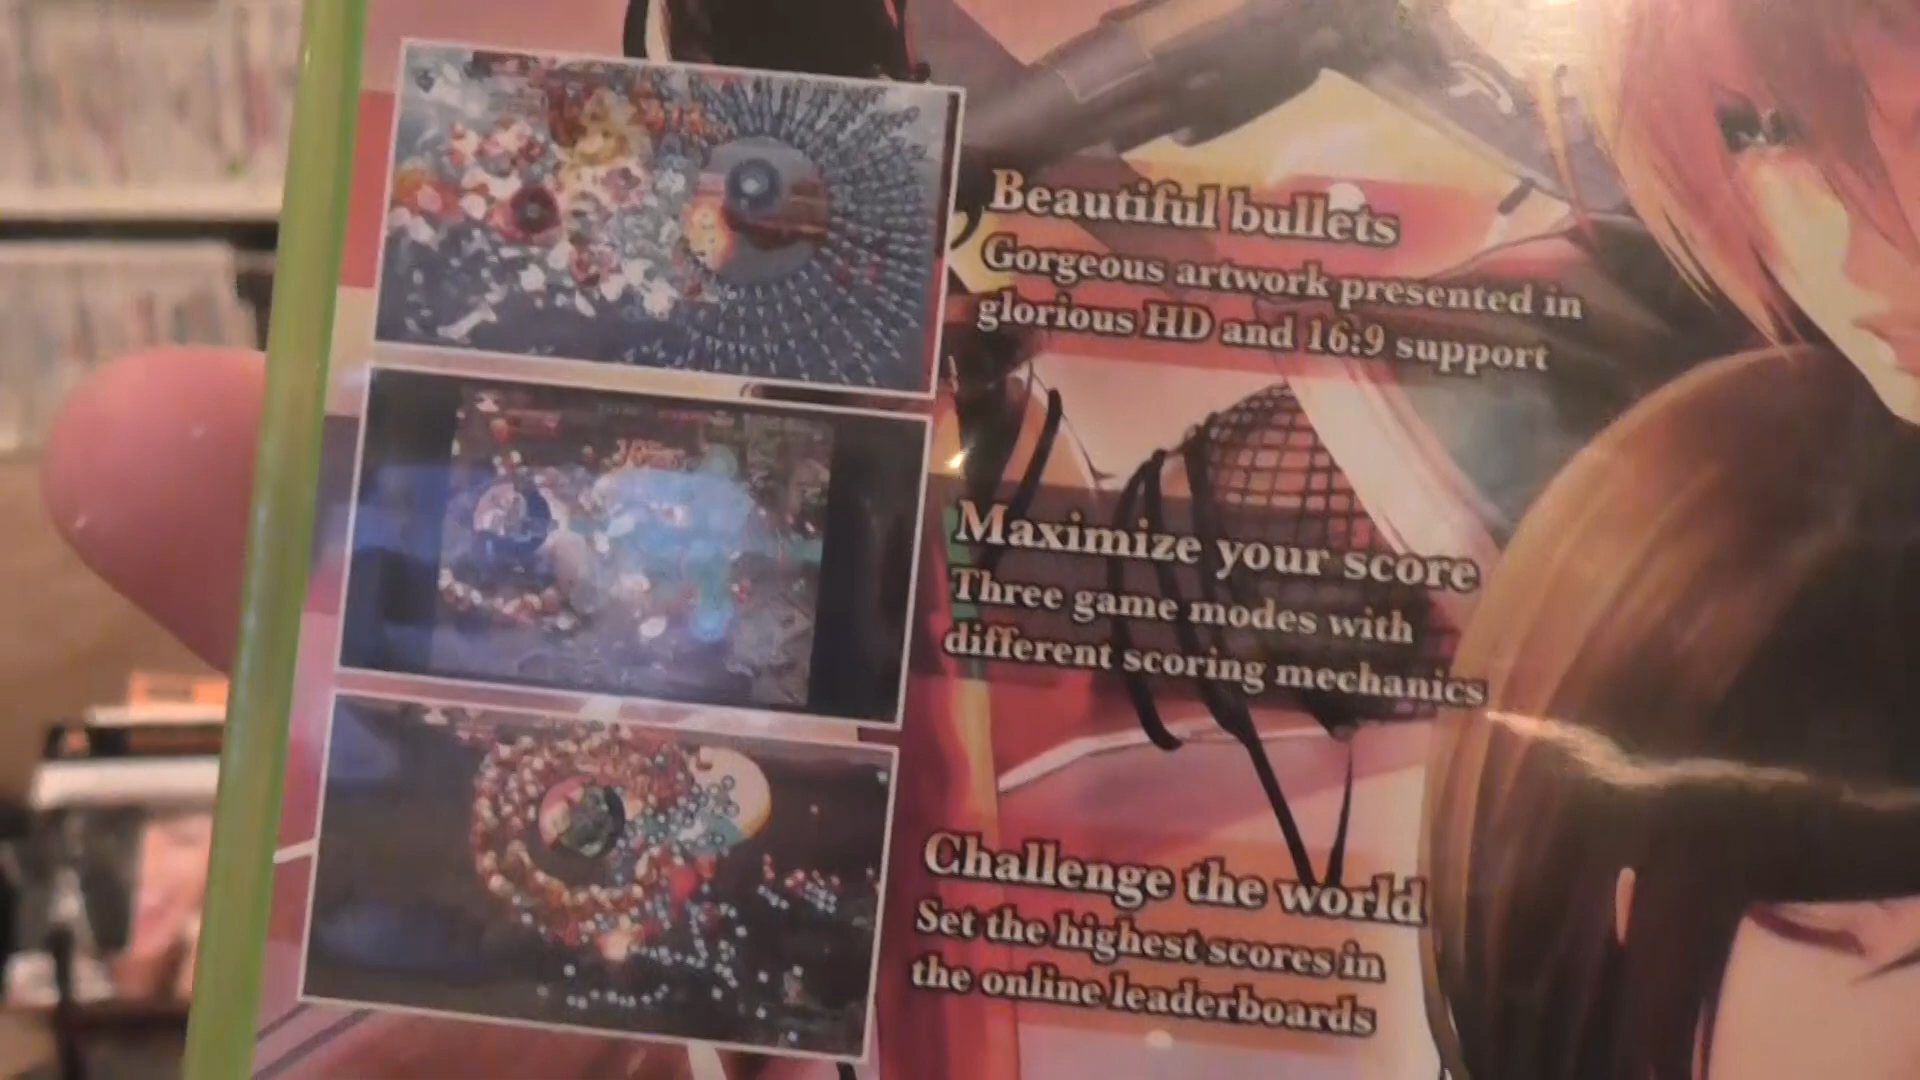 Beautiful bullets
Gorgeous artwork presented in
glorious HD and 16:9 support
Maximize your score
Three game modes with
different scoring mechanics
Challenge the world
Set the highest scores in
the online leaderboards